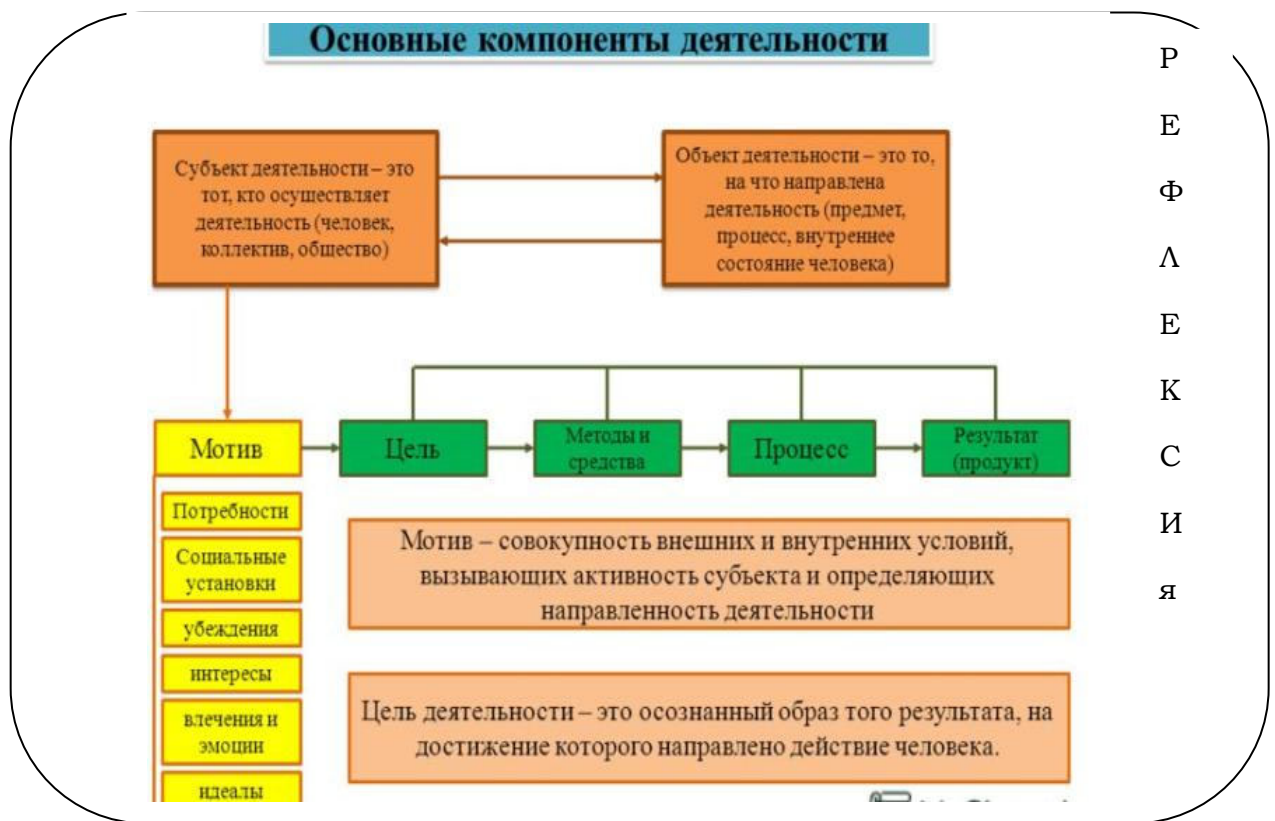 Основные компоненты деятельности
Субъект деятельности – это
тот, кто осуществляет
деятельность (человек,
коллектив, общество)
Объект деятельности – это то,
на что направлена
деятельность (предмет,
процесс, внутреннее
состояние человека)
Мотив
Цель
Методы и
средства
Процесс
Результат
(продукт)
Потребности
Социальные
установки
убеждения
интересы
влечения и
эмоции
идеалы
Мотив – совокупность внешних и внутренних условий,
вызывающих активность субъекта и определяющих
направленность деятельности
Цель деятельности – это осознанный образ того результата, на
достижение которого направлено действие человека.
Р
Е
Ф
Л
Е
К
С
И
я